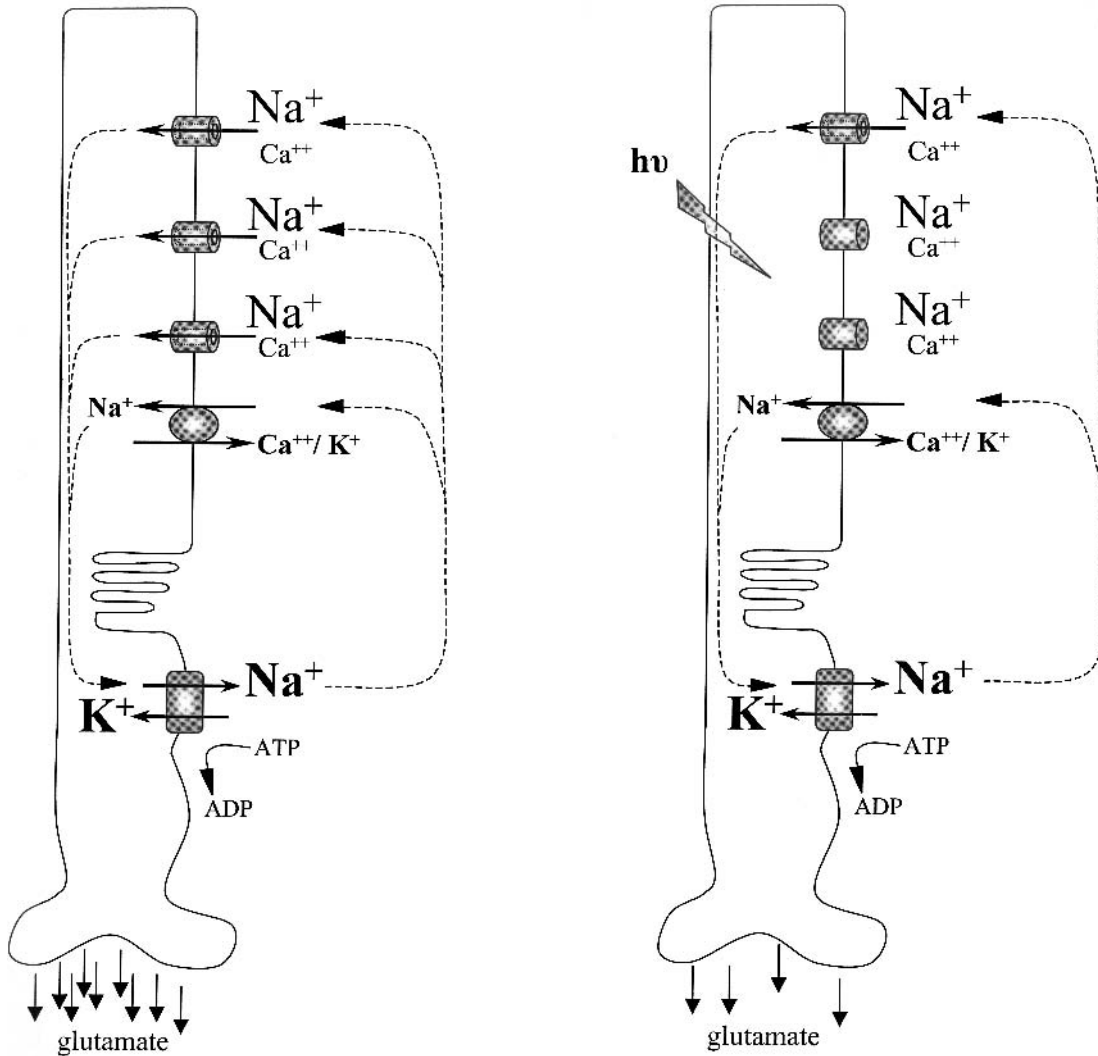 Na⁺
Ca⁺⁺
Na⁺
Ca⁺⁺
Na⁺
Ca⁺⁺
Na⁺
Ca⁺⁺/ K⁺
Na⁺
K⁺
ATP
ADP
glutamate
hυ
Na⁺
Ca⁺⁺
Na⁺
Ca⁺⁺
Na⁺
Ca⁺⁺
Na⁺
Ca⁺⁺/ K⁺
Na⁺
K⁺
ATP
ADP
glutamate